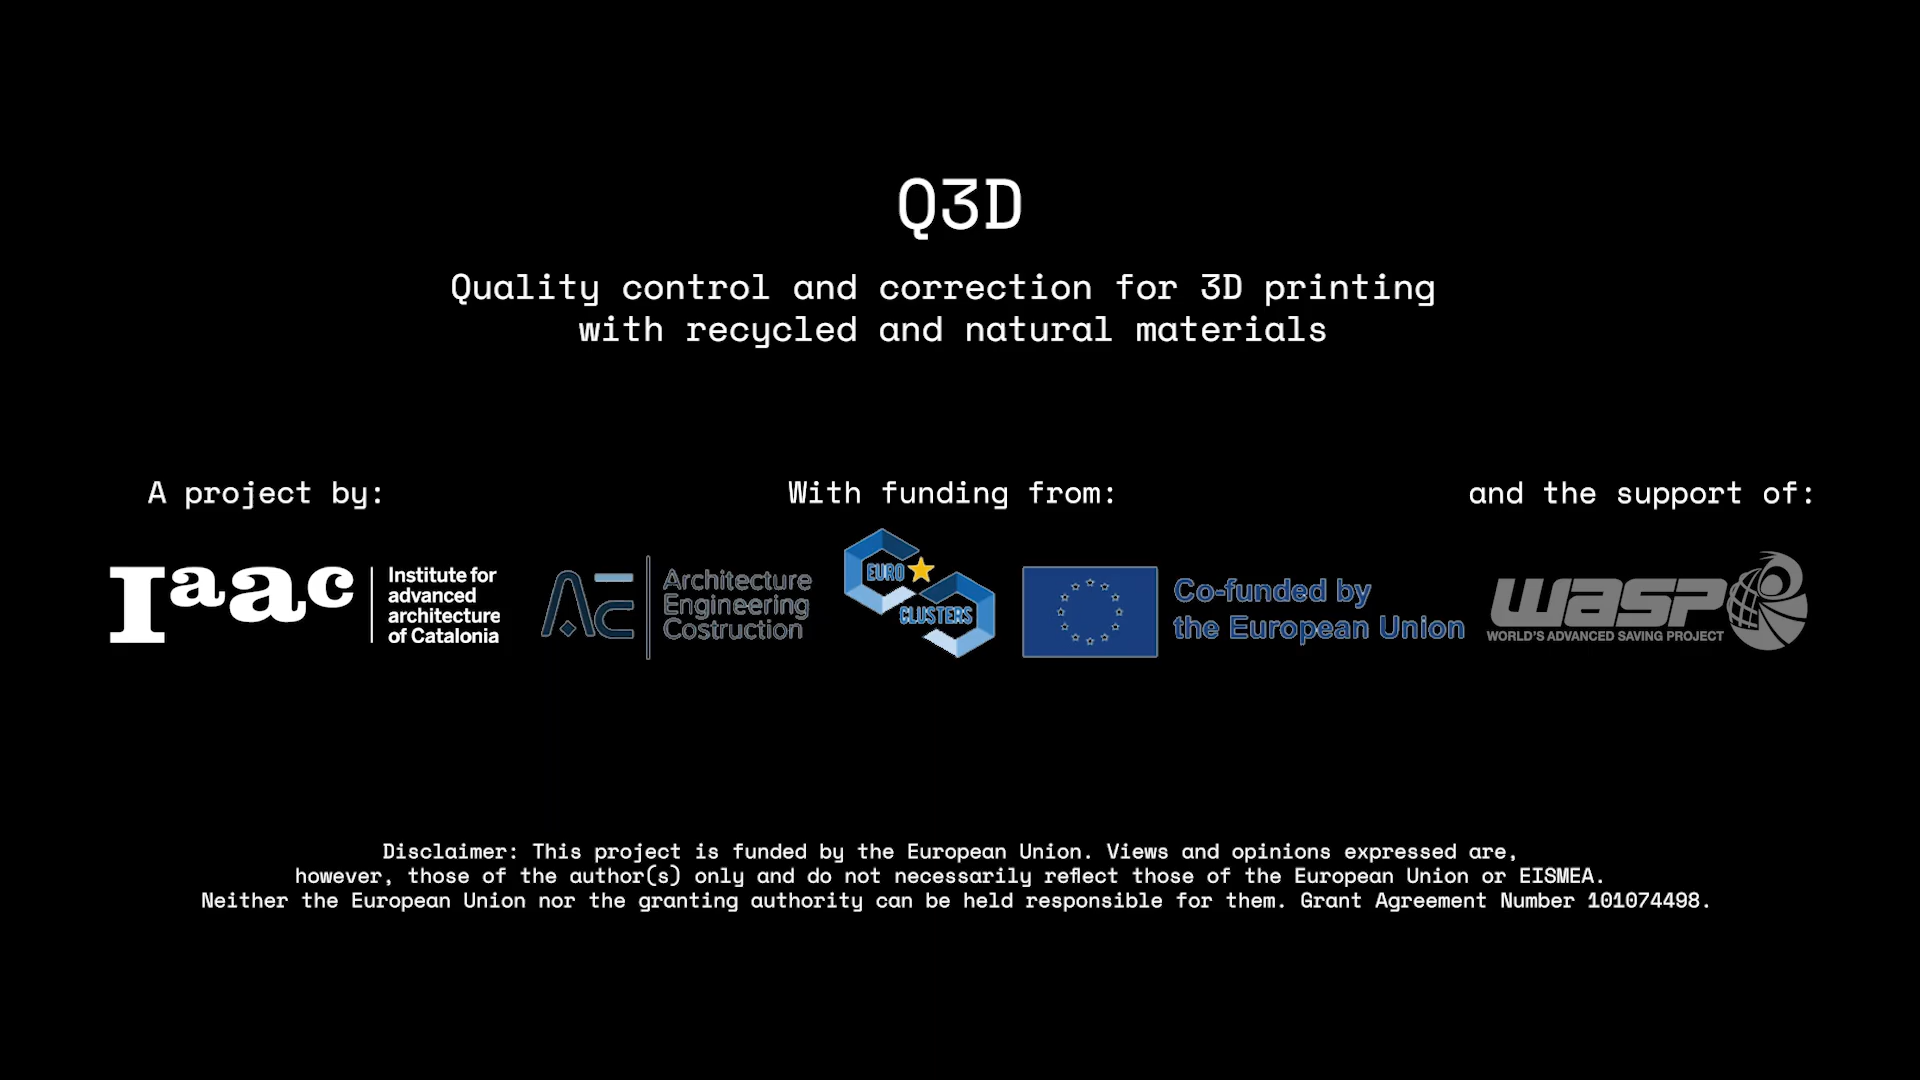 Q3D
Quality control and correction for 3D printing
with recycled and natural materials
A project by:
Iaac
Institute for
advanced
architecture
of Catalonia
With funding from:
AEC
Architecture
Engineering
Costruction
EURO
CLUSTERS
Co-funded by
the European Union
and the support of:
WASP
WORLD'S ADVANCED SAVING PROJECT
Disclaimer: This project is funded by the European Union. Views and opinions expressed are,
however, those of the author(s) only and do not necessarily reflect those of the European Union or EISMEA.
Neither the European Union nor the granting authority can be held responsible for them. Grant Agreement Number 101074498.